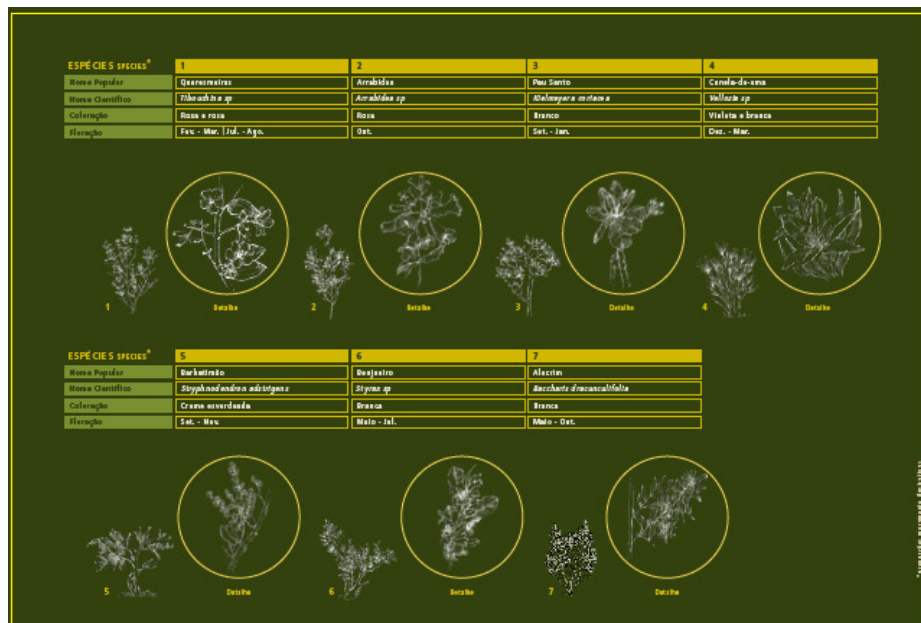 ESPÉCIES SPECIES* 1 2 3 4
Nome Popular Quaresmeira Arrabidea Pau Santo Canela-de-ema
Nome Científico Tibouchina sp Arrabidea sp Kielmeyera coriacea Vellozia sp
Coloração Roxa e rosa Rosa Branco Violeta e branca
Floração Fev. - Mar. | Jul. - Ago. Out. Set. - Jan. Dez. - Mar.
1 Detalhe 2 Detalhe 3 Detalhe 4 Detalhe
ESPÉCIES SPECIES* 5 6 7
Nome Popular Barbatimão Benjoeiro Alecrim
Nome Científico Stryphnodendron adstrigens Styrax sp Baccharis dracunculifolia
Coloração Creme esverdeada Branca Branca
Floração Set. - Nov. Maio - Jul. Maio - Out.
5 Detalhe 6 Detalhe 7 Detalhe